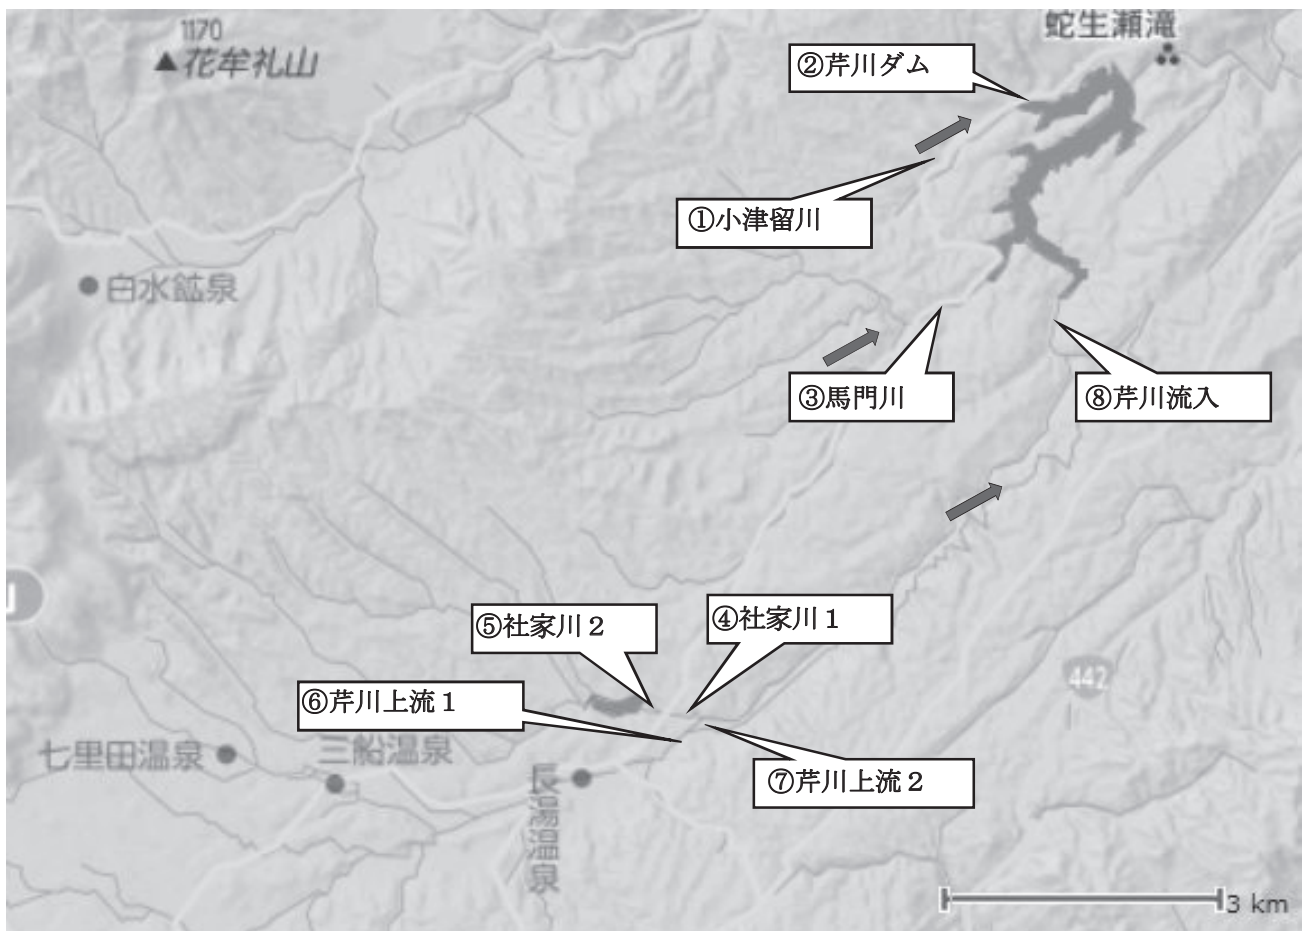 1170
▲花牟礼山
蛇生瀬滝
②芹川ダム
①小津留川
白水鉱泉
③馬門川
⑧芹川流入
⑤社家川2
④社家川1
442
⑥芹川上流1
七里田温泉
三船温泉
長湯温泉
⑦芹川上流2
3 km